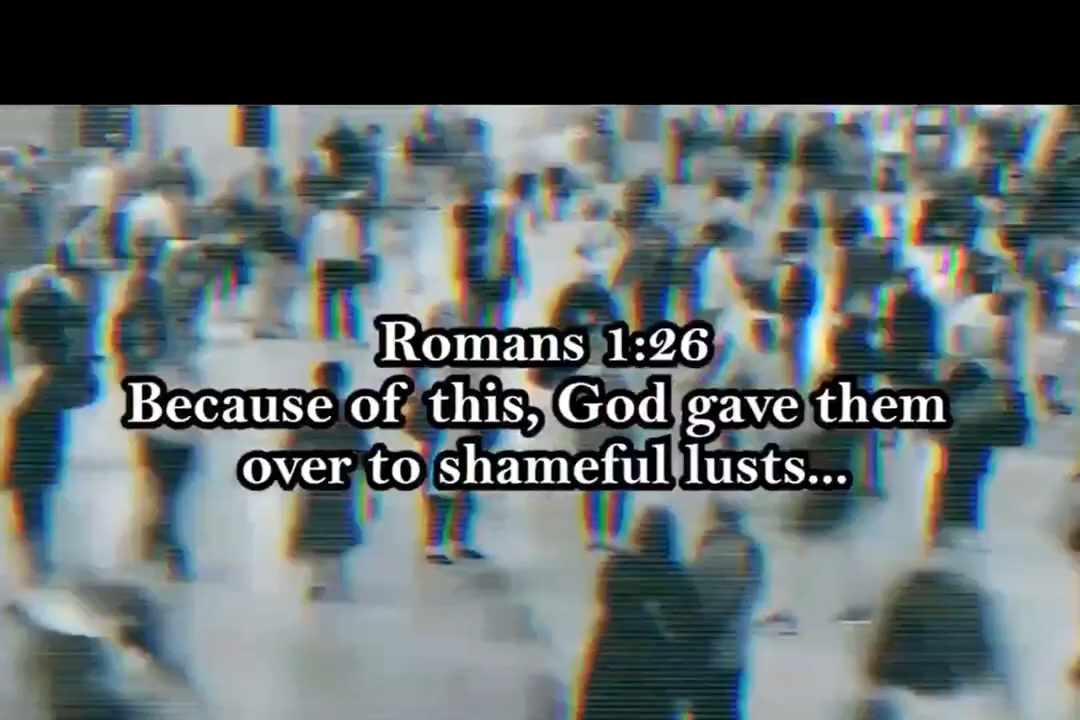 Romans 1:26
Because of this, God gave them
over to shameful lusts...